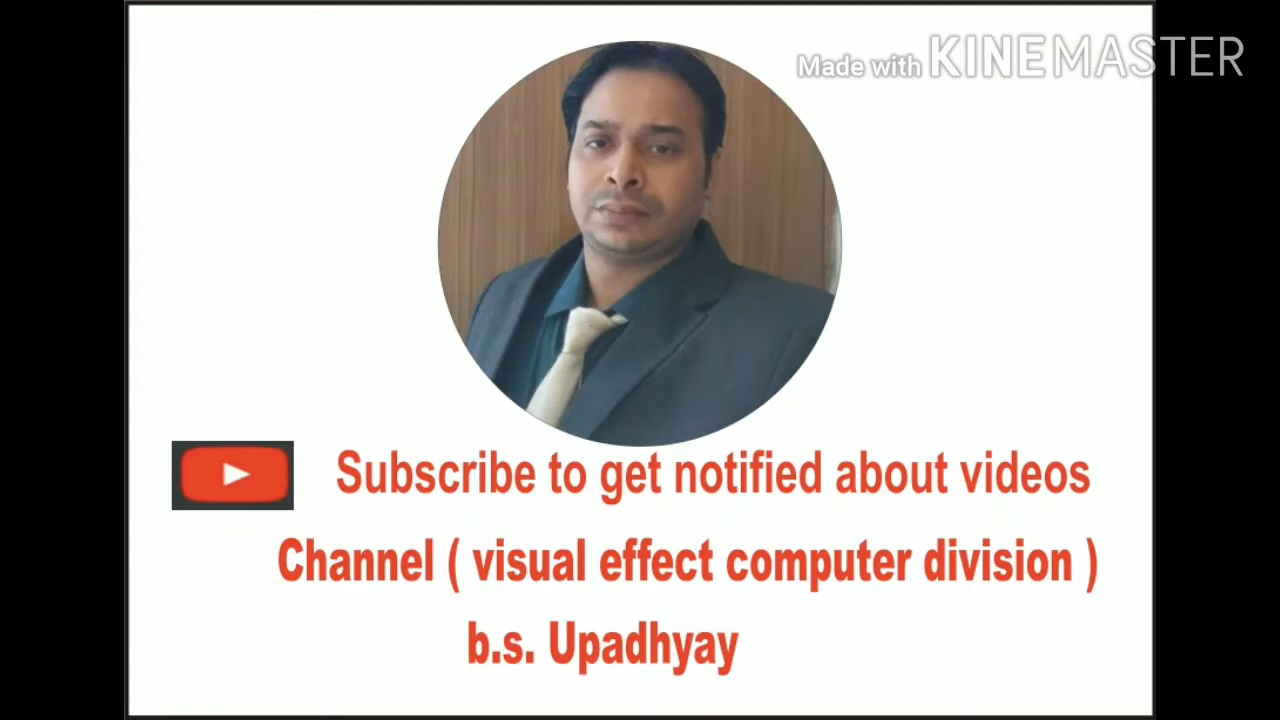 Made with KINEMASTER
Subscribe to get notified about videos
Channel ( visual effect computer division )
b.s. Upadhyay